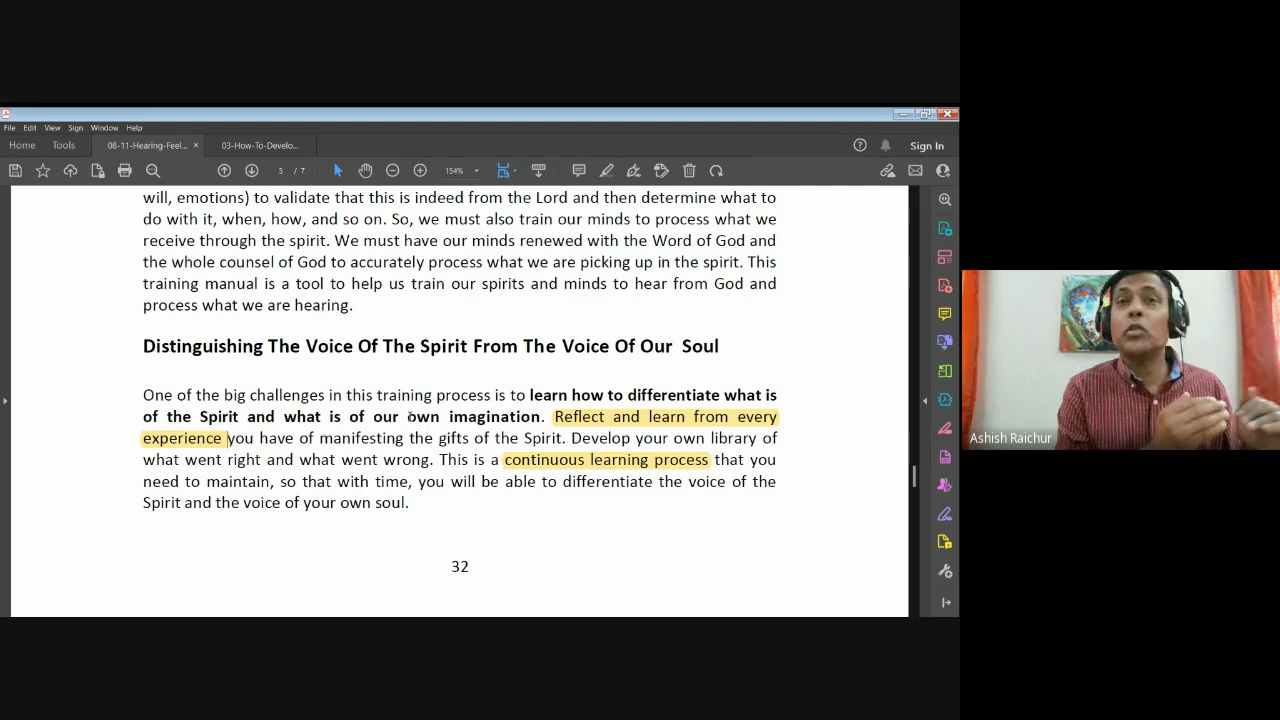 File Edit View Sign Window Help
Home Tools 08-11-Hearing-Feel... × 03-How-To-Develo... Sign In
5 / 7 154%
will, emotions) to validate that this is indeed from the Lord and then determine what to
do with it, when, how, and so on. So, we must also train our minds to process what we
receive through the spirit. We must have our minds renewed with the Word of God and
the whole counsel of God to accurately process what we are picking up in the spirit. This
training manual is a tool to help us train our spirits and minds to hear from God and
process what we are hearing.
Distinguishing The Voice Of The Spirit From The Voice Of Our Soul
One of the big challenges in this training process is to learn how to differentiate what is
of the Spirit and what is of our own imagination. Reflect and learn from every
experience you have of manifesting the gifts of the Spirit. Develop your own library of
what went right and what went wrong. This is a continuous learning process that you
need to maintain, so that with time, you will be able to differentiate the voice of the
Spirit and the voice of your own soul.
32
Ashish Raichur